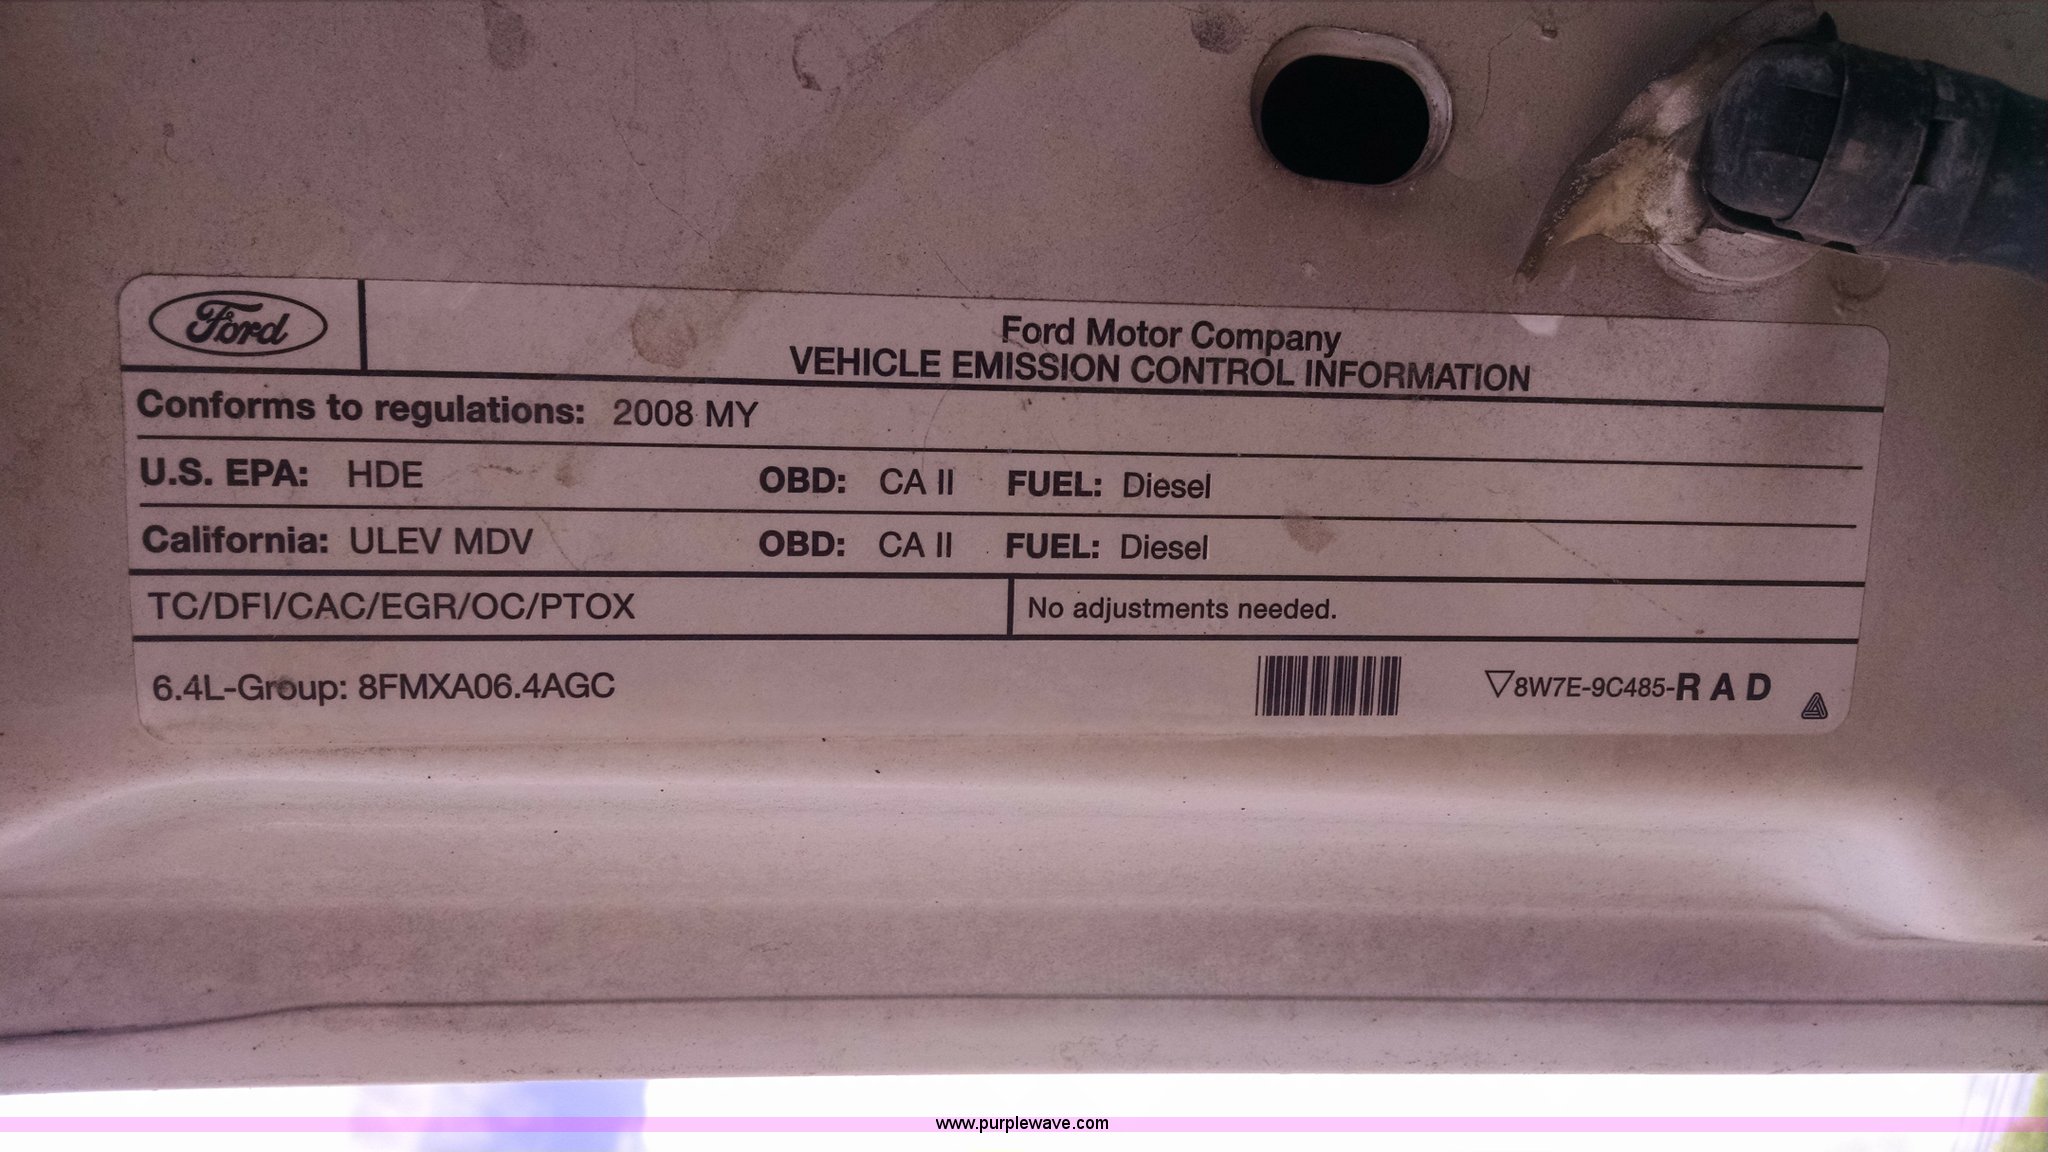 Ford
Ford Motor Company
VEHICLE EMISSION CONTROL INFORMATION
Conforms to regulations: 2008 MY
U.S. EPA: HDE OBD: CA II FUEL: Diesel
California: ULEV MDV OBD: CA II FUEL: Diesel
TC/DFI/CAC/EGR/OC/PTOX No adjustments needed.
6.4L-Group: 8FMXA06.4AGC ▽8W7E-9C485-R A D
www.purplewave.com